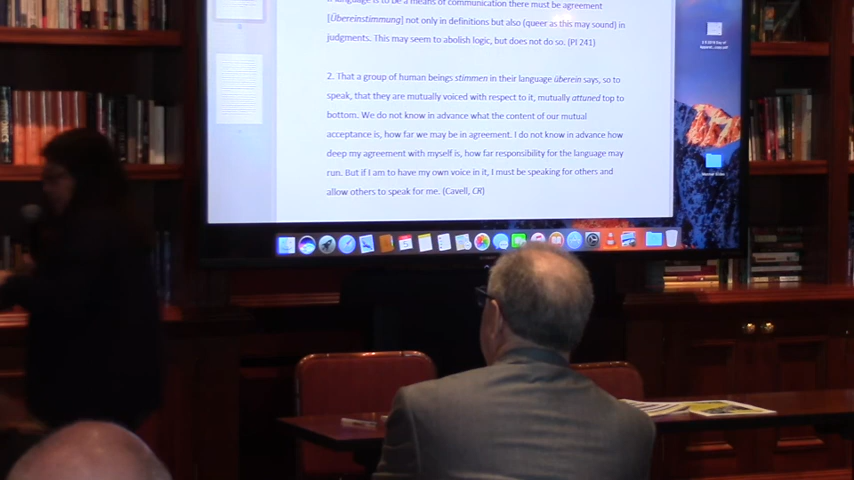 language is to be a means of communication there must be agreement
[Übereinstimmung] not only in definitions but also (queer as this may sound) in
judgments. This may seem to abolish logic, but does not do so. (PI 241)
2. That a group of human beings stimmen in their language überein says, so to
speak, that they are mutually voiced with respect to it, mutually attuned top to
bottom. We do not know in advance what the content of our mutual
acceptance is, how far we may be in agreement. I do not know in advance how
deep my agreement with myself is, how far responsibility for the language may
run. But if I am to have my own voice in it, I must be speaking for others and
allow others to speak for me. (Cavell, CR)